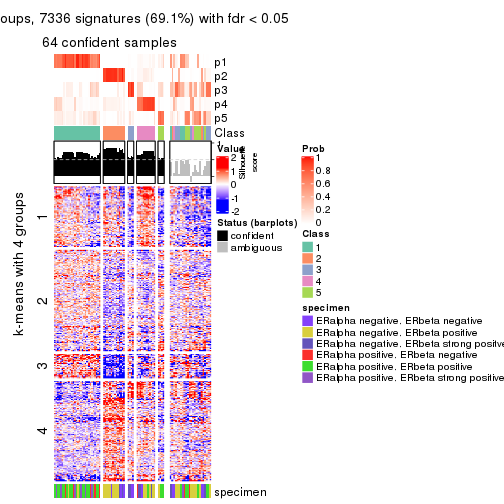 oups, 7336 signatures (69.1%) with fdr < 0.05
64 confident samples
p1
p2
p3
p4
p5
Class
1
Silhouette
score
Value
2
1
0
-1
-2
Status (barplots)
confident
ambiguous
Prob
1
0.8
0.6
0.4
0.2
0
Class
1
2
3
4
5
specimen
ERalpha negative. ERbeta negative
ERalpha negative. ERbeta positive
ERalpha negative. ERbeta strong positive
ERalpha positive. ERbeta negative
ERalpha positive. ERbeta positive
ERalpha positive. ERbeta strong positive
k-means with 4 groups
1
2
3
4
specimen